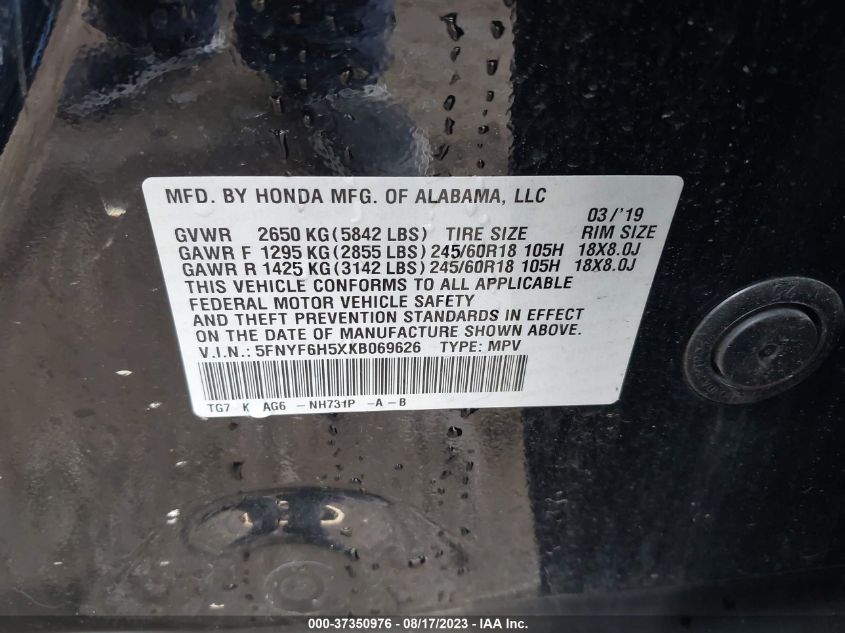 MFD. BY HONDA MFG. OF ALABAMA, LLC
03/'19
GVWR 2650 KG (5842 LBS) TIRE SIZE RIM SIZE
GAWR F 1295 KG (2855 LBS) 245/60R18 105H 18X8.0J
GAWR R 1425 KG (3142 LBS) 245/60R18 105H 18X8.0J
THIS VEHICLE CONFORMS TO ALL APPLICABLE
FEDERAL MOTOR VEHICLE SAFETY
AND THEFT PREVENTION STANDARDS IN EFFECT
ON THE DATE OF MANUFACTURE SHOWN ABOVE.
V.I.N.: 5FNYF6H5XKB069626 TYPE: MPV
TG7 K AG6 -NH731P -A-B
000-37350976 - 08/17/2023 - IAA Inc.